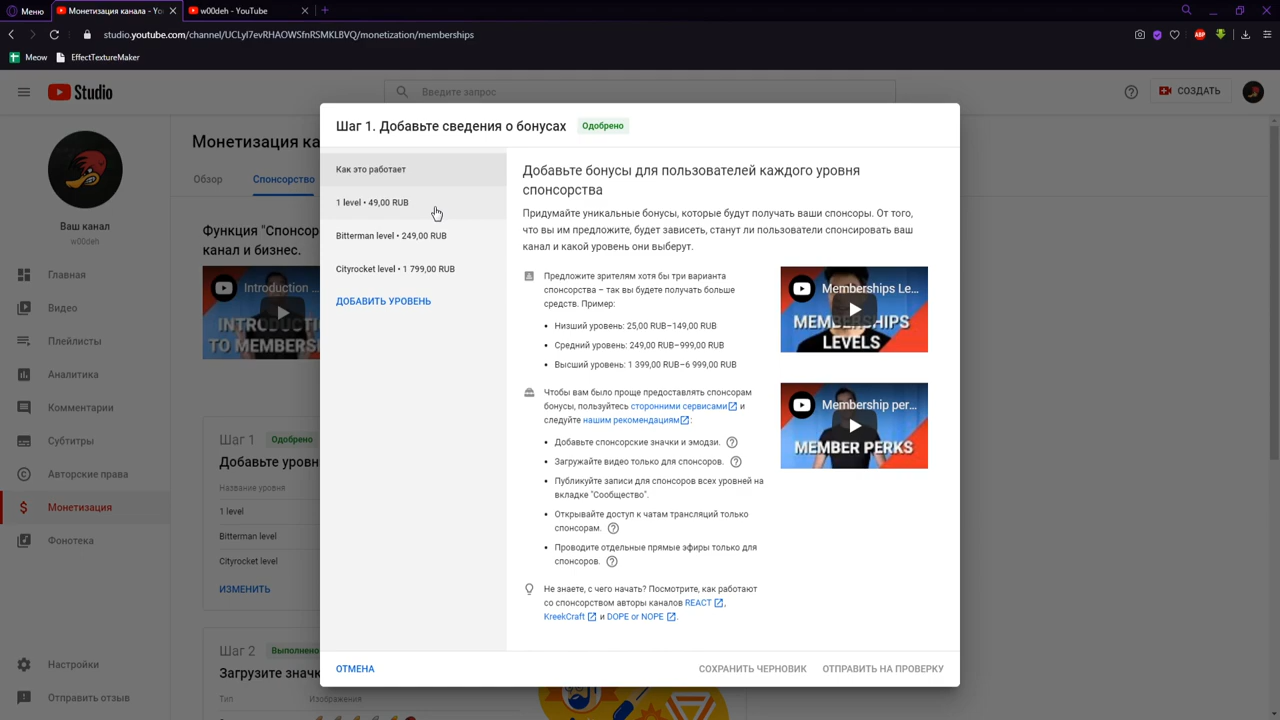 Меню
Монетизация канала - Yo
w00deh - YouTube
studio.youtube.com/channel/UCLyl7evRHAOWSfnRSMKLBVQ/monetization/memberships
Meow
EffectTextureMaker
Studio
Введите запрос
СОЗДАТЬ
Ваш канал
w00deh
Главная
Видео
Плейлисты
Аналитика
Комментарии
Субтитры
Авторские права
Монетизация
Фонотека
Настройки
Отправить отзыв
Монетизация ка
Обзор
Спонсорство
Функция "Спонсор
канал и бизнес.
Introduction ...
INTRODUCT
TO MEMBERS
Шаг 1
Одобрено
Добавьте уровн
Название уровня
1 level
Bitterman level
Cityrocket level
ИЗМЕНИТЬ
Шаг 2
Выполнено
Загрузите значк
Тип
Изображения
Шаг 1. Добавьте сведения о бонусах
Одобрено
Как это работает
1 level • 49,00 RUB
Bitterman level • 249,00 RUB
Cityrocket level • 1 799,00 RUB
ДОБАВИТЬ УРОВЕНЬ
Добавьте бонусы для пользователей каждого уровня
спонсорства
Придумайте уникальные бонусы, которые будут получать ваши спонсоры. От того,
что вы им предложите, будет зависеть, станут ли пользователи спонсировать ваш
канал и какой уровень они выберут.
Предложите зрителям хотя бы три варианта
спонсорства – так вы будете получать больше
средств. Пример:
• Низший уровень: 25,00 RUB–149,00 RUB
• Средний уровень: 249,00 RUB–999,00 RUB
• Высший уровень: 1 399,00 RUB–6 999,00 RUB
Memberships Le...
MEMBERSHIPS
LEVELS
Чтобы вам было проще предоставлять спонсорам
бонусы, пользуйтесь сторонними сервисами и
следуйте нашим рекомендациям:
• Добавьте спонсорские значки и эмодзи.
• Загружайте видео только для спонсоров.
• Публикуйте записи для спонсоров всех уровней на
вкладке "Сообщество".
• Открывайте доступ к чатам трансляций только
спонсорам.
• Проводите отдельные прямые эфиры только для
спонсоров.
Membership per...
MEMBER PERKS
Не знаете, с чего начать? Посмотрите, как работают
со спонсорством авторы каналов REACT,
KreekCraft и DOPE or NOPE.
ОТМЕНА
СОХРАНИТЬ ЧЕРНОВИК
ОТПРАВИТЬ НА ПРОВЕРКУ